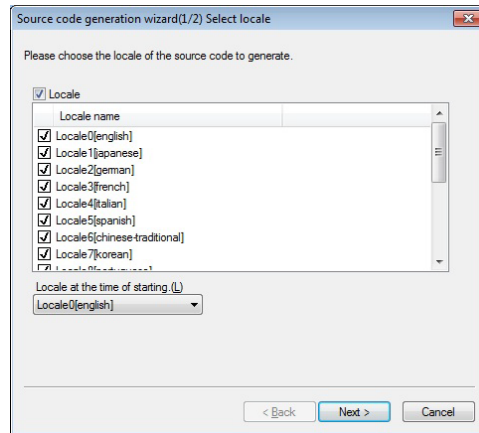 Source code generation wizard(1/2) Select locale
Please choose the locale of the source code to generate.
Locale
Locale name
Locale0[english]
Locale1[japanese]
Locale2[german]
Locale3[french]
Locale4[italian]
Locale5[spanish]
Locale6[chinese-traditional]
Locale7[korean]
Locale at the time of starting.(L)
Locale0[english]
< Back Next > Cancel